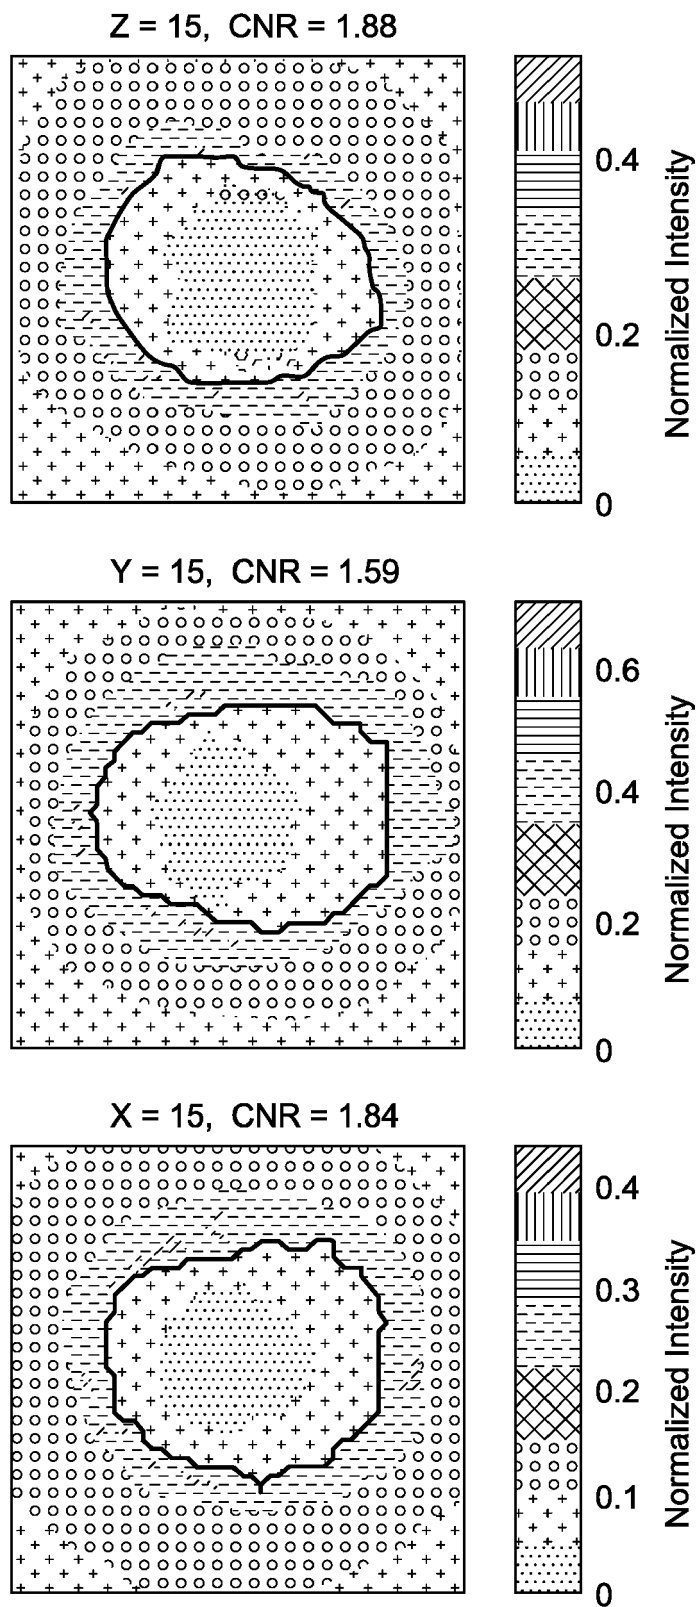 Z = 15, CNR = 1.88
0.4
0.2
0
Normalized Intensity
Y = 15, CNR = 1.59
0.6
0.4
0.2
0
Normalized Intensity
X = 15, CNR = 1.84
0.4
0.3
0.2
0.1
0
Normalized Intensity